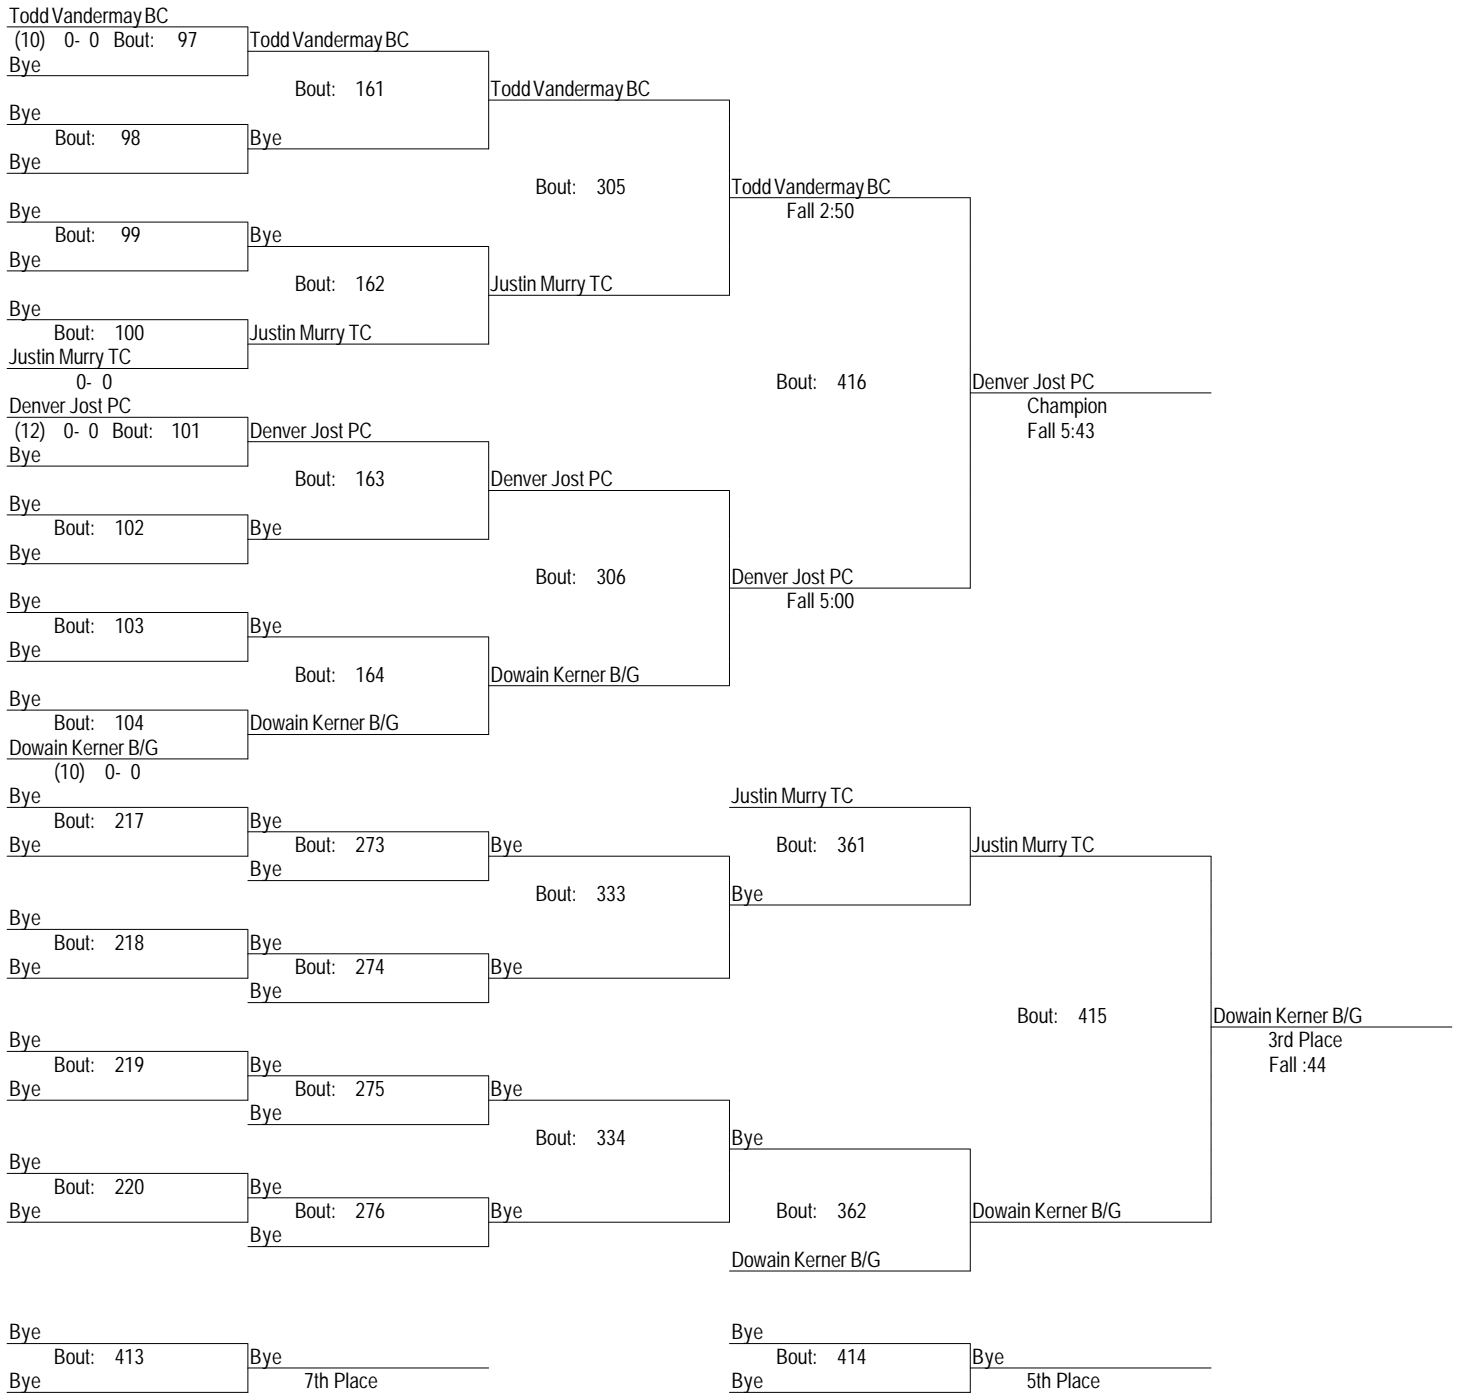 Todd Vandermay BC
(10) 0- 0 Bout: 97 Todd Vandermay BC
Bye
Bout: 161 Todd Vandermay BC
Bye
Bout: 98 Bye
Bye
Bout: 305 Todd Vandermay BC
Bye Fall 2:50
Bout: 99 Bye
Bye
Bout: 162 Justin Murry TC
Bye
Bout: 100 Justin Murry TC
Justin Murry TC
0- 0 Bout: 416 Denver Jost PC
Denver Jost PC Champion
(12) 0- 0 Bout: 101 Denver Jost PC Fall 5:43
Bye
Bout: 163 Denver Jost PC
Bye
Bout: 102 Bye
Bye
Bout: 306 Denver Jost PC
Bye Fall 5:00
Bout: 103 Bye
Bye
Bout: 164 Dowain Kerner B/G
Bye
Bout: 104 Dowain Kerner B/G
Dowain Kerner B/G
(10) 0- 0
Bye Justin Murry TC
Bout: 217 Bye
Bye Bout: 273 Bye Bout: 361 Justin Murry TC
Bye
Bout: 333 Bye
Bye
Bout: 218 Bye
Bye Bout: 274 Bye
Bye
Bout: 415 Dowain Kerner B/G
Bye 3rd Place
Bout: 219 Bye Fall :44
Bye Bout: 275 Bye
Bye
Bout: 334 Bye
Bye
Bout: 220 Bye
Bye Bout: 276 Bye Bout: 362 Dowain Kerner B/G
Bye
Dowain Kerner B/G
Bye Bye
Bout: 413 Bye Bout: 414 Bye
Bye 7th Place Bye 5th Place